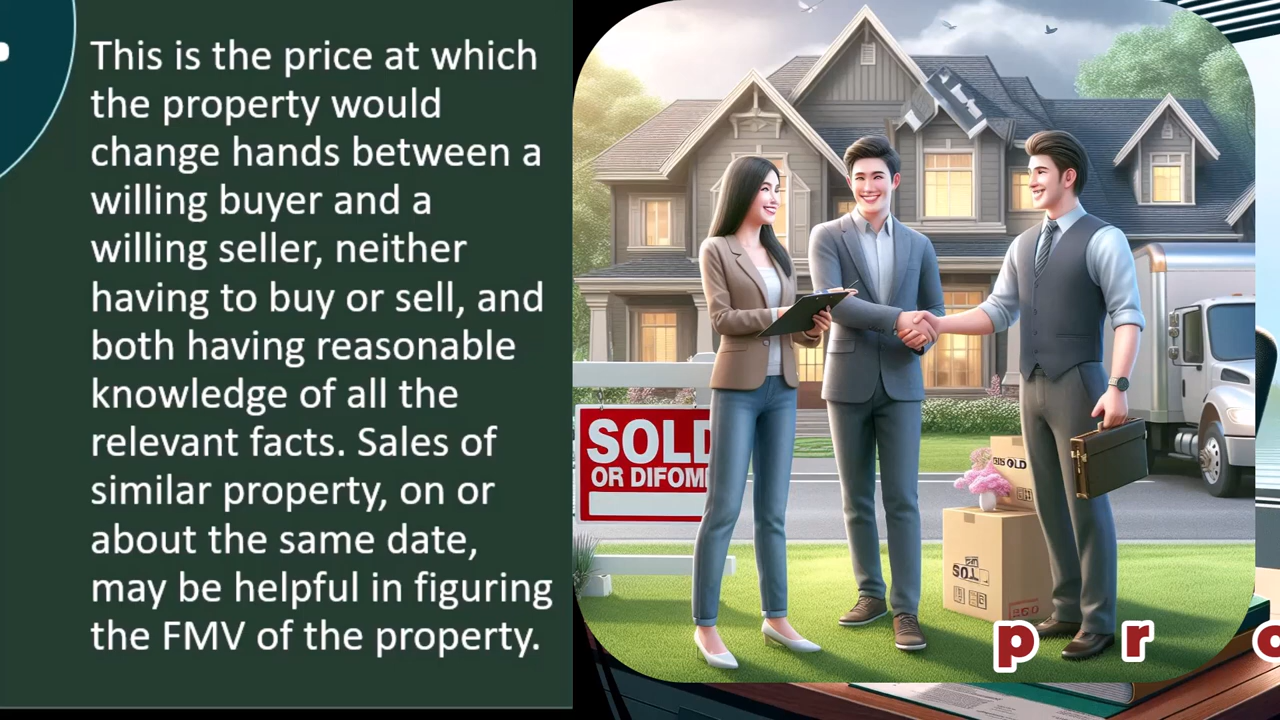 This is the price at which
the property would
change hands between a
willing buyer and a
willing seller, neither
having to buy or sell, and
both having reasonable
knowledge of all the
relevant facts. Sales of
similar property, on or
about the same date,
may be helpful in figuring
the FMV of the property.
SOLD
OR DIFOM
OLD
SOL
p r